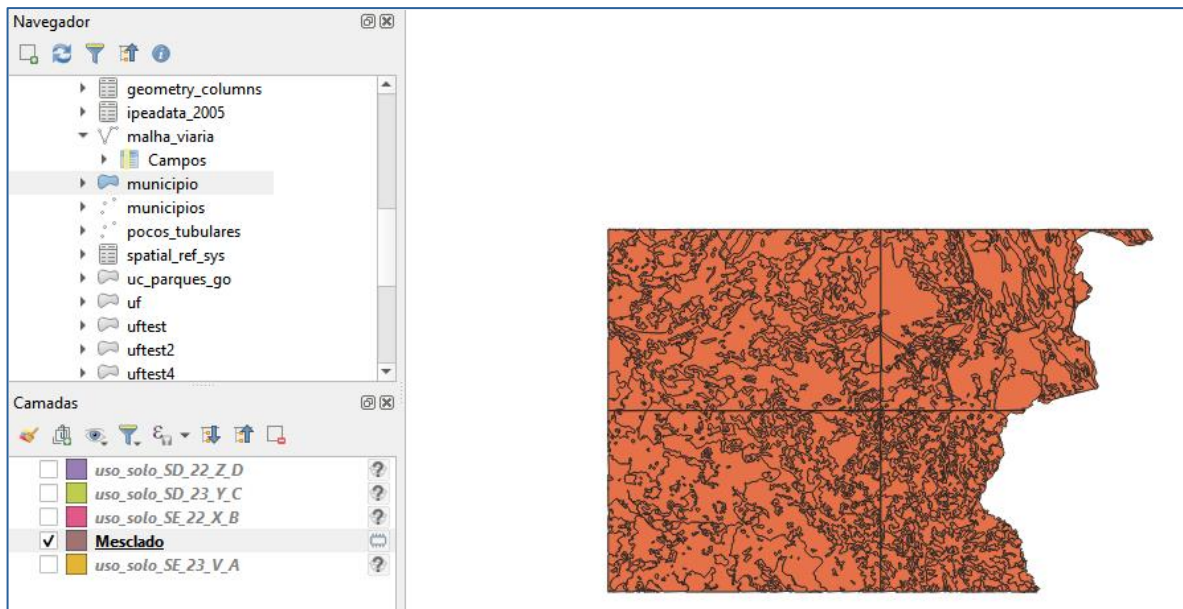 Navegador
geometry_columns
ipeadata_2005
malha_viaria
Campos
municipio
municipios
pocos_tubulares
spatial_ref_sys
uc_parques_go
uf
uftest
uftest2
uftest4
Camadas
uso_solo_SD_22_Z_D
uso_solo_SD_23_Y_C
uso_solo_SE_22_X_B
Mesclado
uso_solo_SE_23_V_A